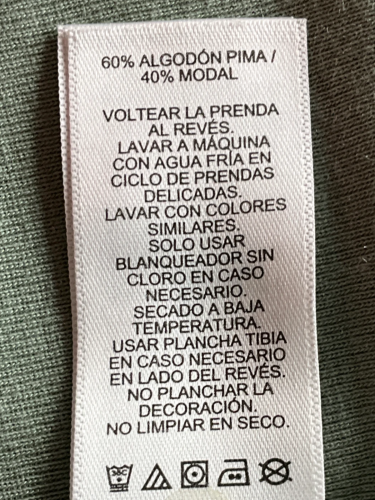 60% ALGODÓN PIMA /
40% MODAL
VOLTEAR LA PRENDA
AL REVÉS.
LAVAR A MÁQUINA
CON AGUA FRÍA EN
CICLO DE PRENDAS
DELICADAS.
LAVAR CON COLORES
SIMILARES.
SOLO USAR
BLANQUEADOR SIN
CLORO EN CASO
NECESARIO.
SECADO A BAJA
TEMPERATURA.
USAR PLANCHA TIBIA
EN CASO NECESARIO
EN LADO DEL REVÉS.
NO PLANCHAR LA
DECORACIÓN.
NO LIMPIAR EN SECO.